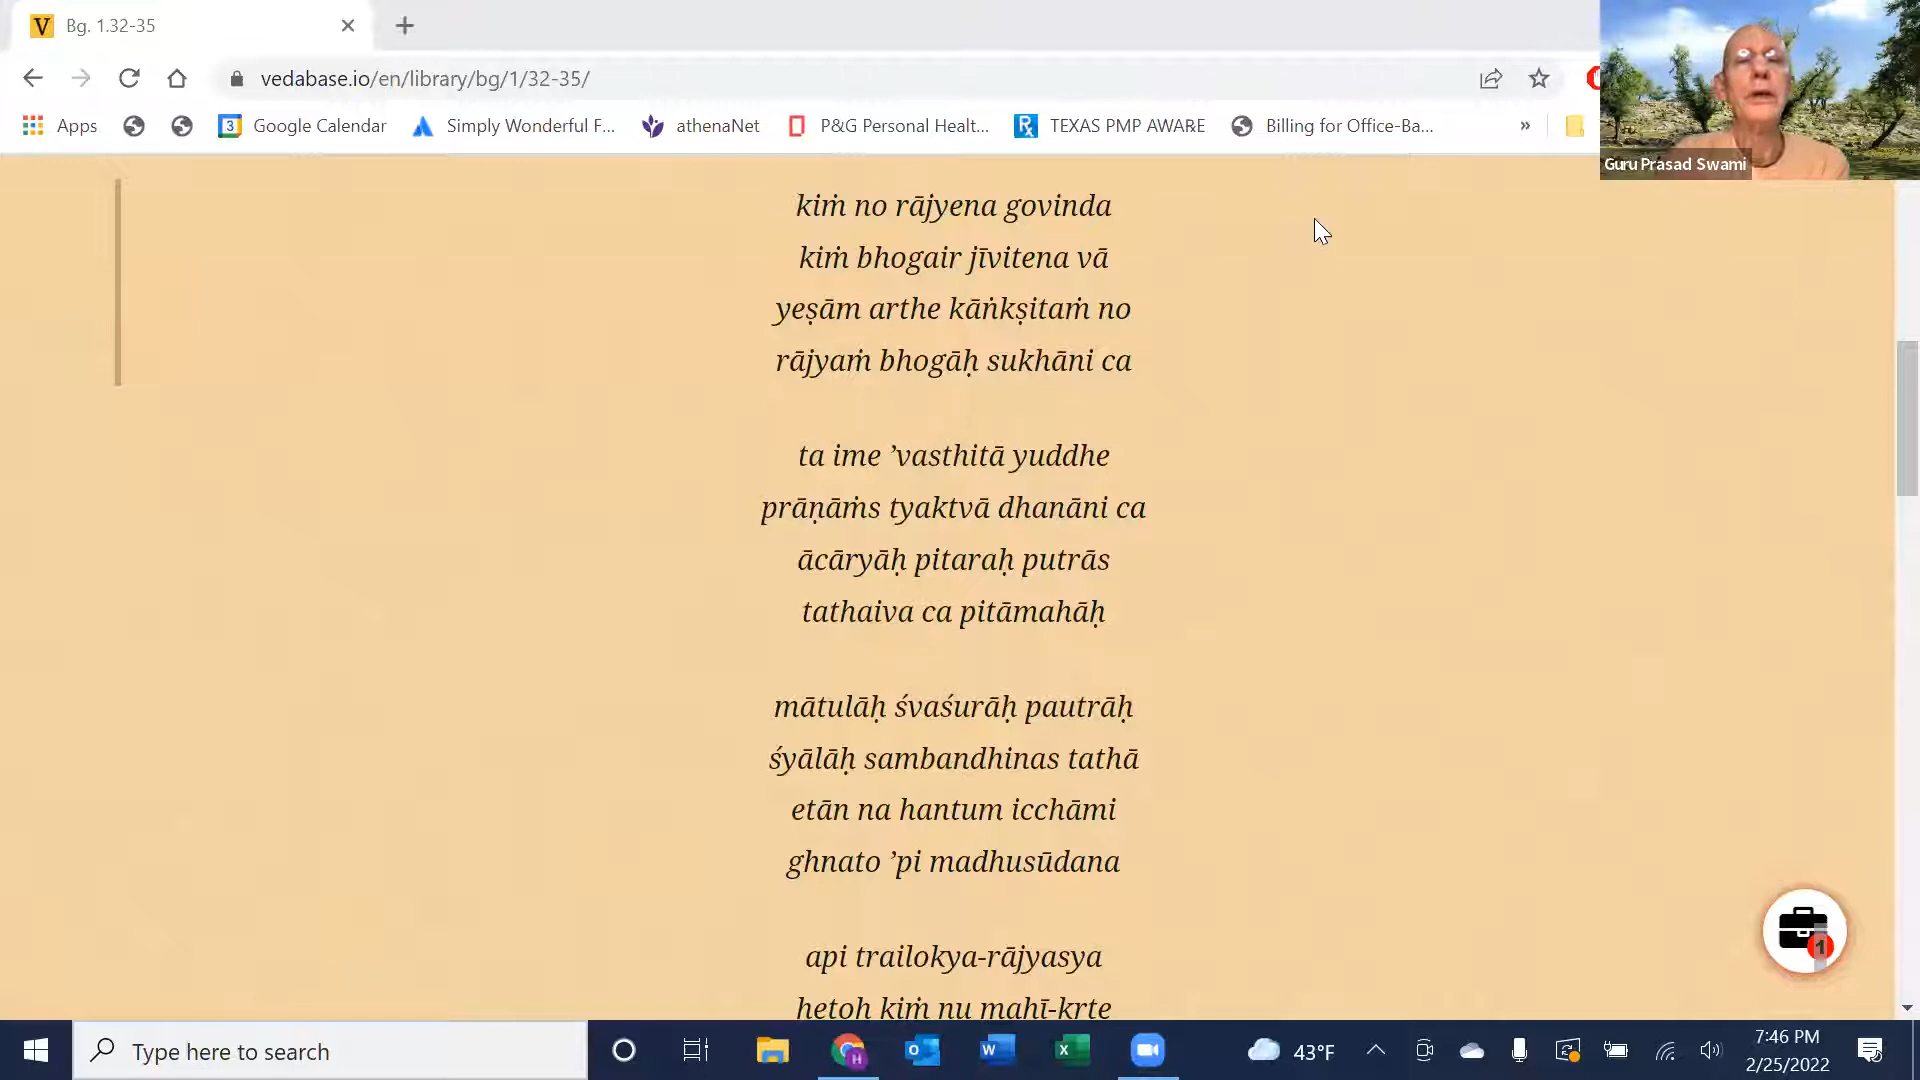 Bg. 1.32-35
vedabase.io/en/library/bg/1/32-35/
Apps
3
Google Calendar
Simply Wonderful F...
athenaNet
P&G Personal Healt...
TEXAS PMP AWARE
Billing for Office-Ba...
»
Guru Prasad Swami
kiṁ no rājyena govinda
kiṁ bhogair jīvitena vā
yeṣām arthe kāṅkṣitaṁ no
rājyaṁ bhogāḥ sukhāni ca
ta ime ’vasthitā yuddhe
prāṇāṁs tyaktvā dhanāni ca
ācāryāḥ pitaraḥ putrās
tathaiva ca pitāmahāḥ
mātulāḥ śvaśurāḥ pautrāḥ
śyālāḥ sambandhinas tathā
etān na hantum icchāmi
ghnato ’pi madhusūdana
api trailokya-rājyasya
hetoh kiṁ nu mahī-krte
1
Type here to search
43°F
7:46 PM
2/25/2022